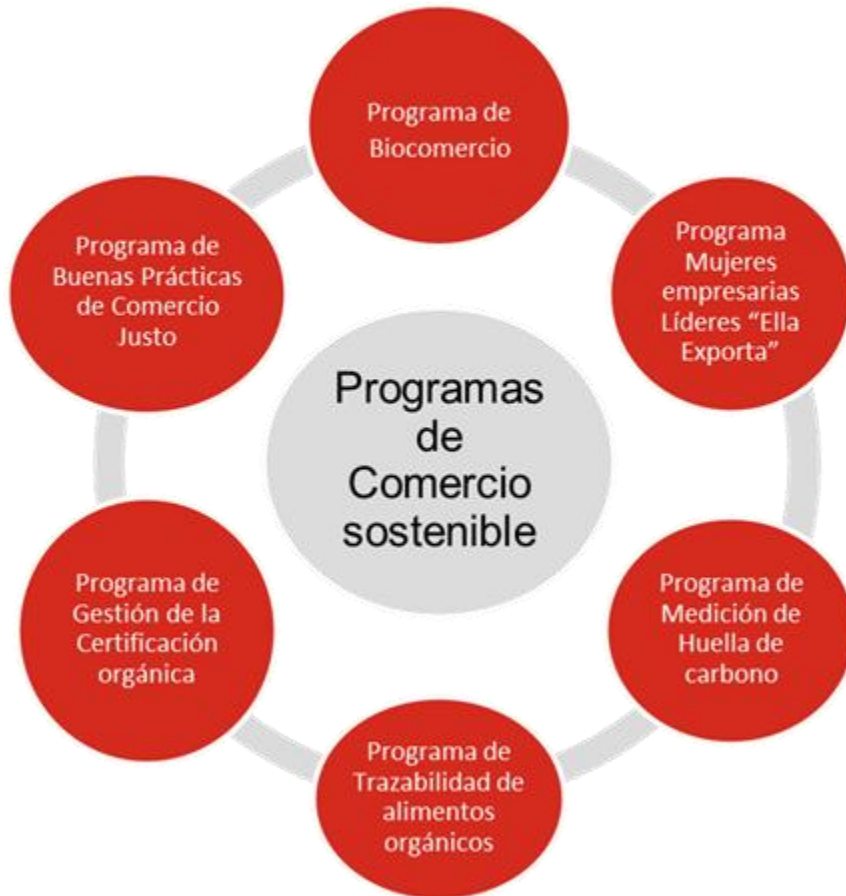 Programa de
Biocomercio
Programa
Mujeres
empresarias
Líderes “Ella
Exporta”
Programa de
Medición de
Huella de
carbono
Programa de
Trazabilidad de
alimentos
orgánicos
Programa de
Gestión de la
Certificación
orgánica
Programa de
Buenas Prácticas
de Comercio
Justo
Programas
de
Comercio
sostenible